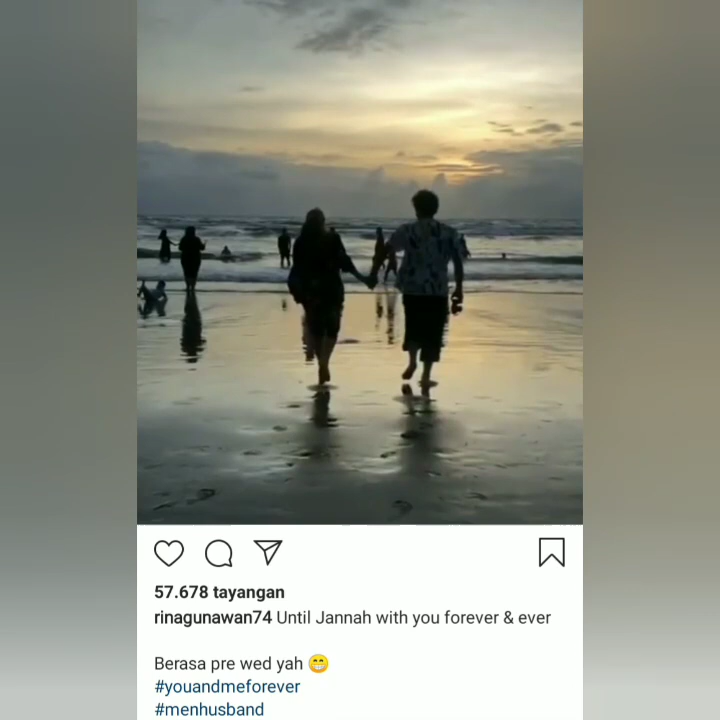 57.678 tayangan
rinagunawan74 Until Jannah with you forever & ever
Berasa pre wed yah 😁
#youandmeforever
#menhusband